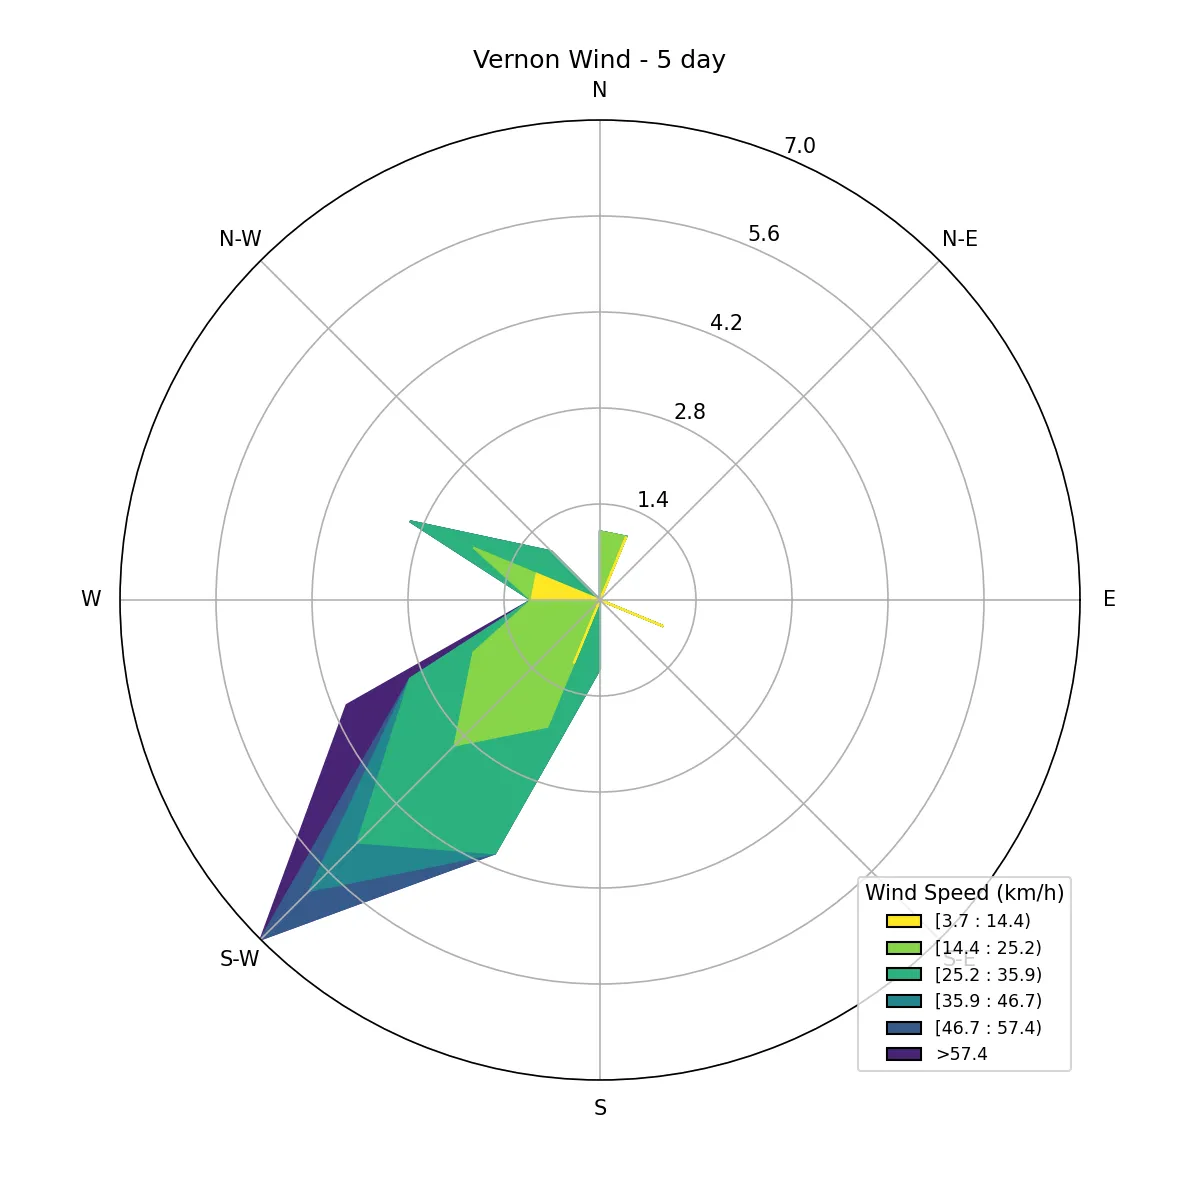 Vernon Wind - 5 day
N
7.0
N-W
N-E
5.6
4.2
2.8
1.4
W
E
S-W
S-E
S
Wind Speed (km/h)
[3.7 : 14.4)
[14.4 : 25.2)
[25.2 : 35.9)
[35.9 : 46.7)
[46.7 : 57.4)
>57.4